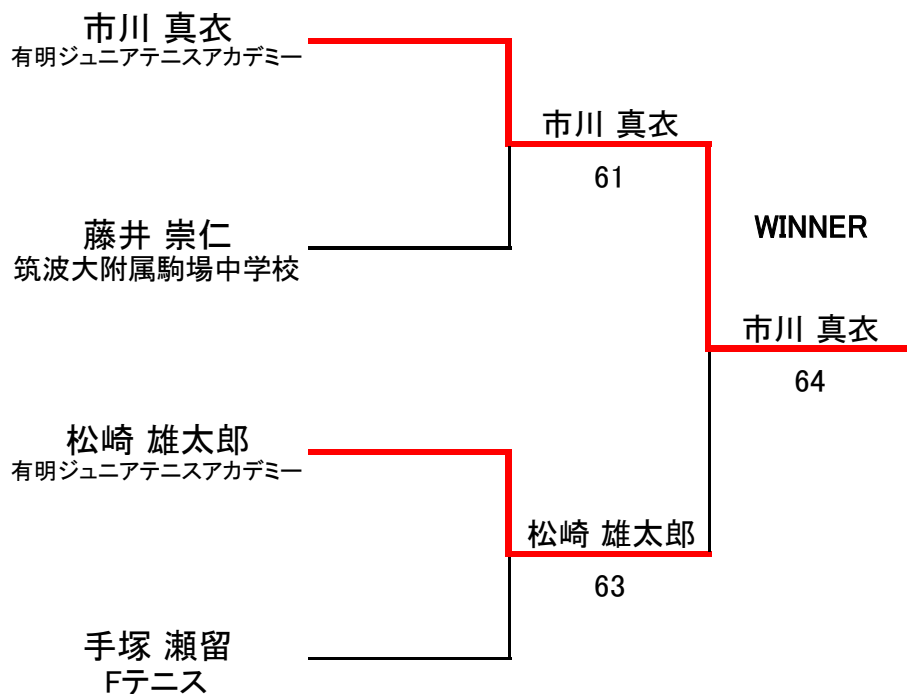 市川 真衣
有明ジュニアテニスアカデミー
市川 真衣
61
藤井 崇仁
筑波大附属駒場中学校
WINNER
市川 真衣
64
松崎 雄太郎
有明ジュニアテニスアカデミー
松崎 雄太郎
63
手塚 瀬留
Fテニス